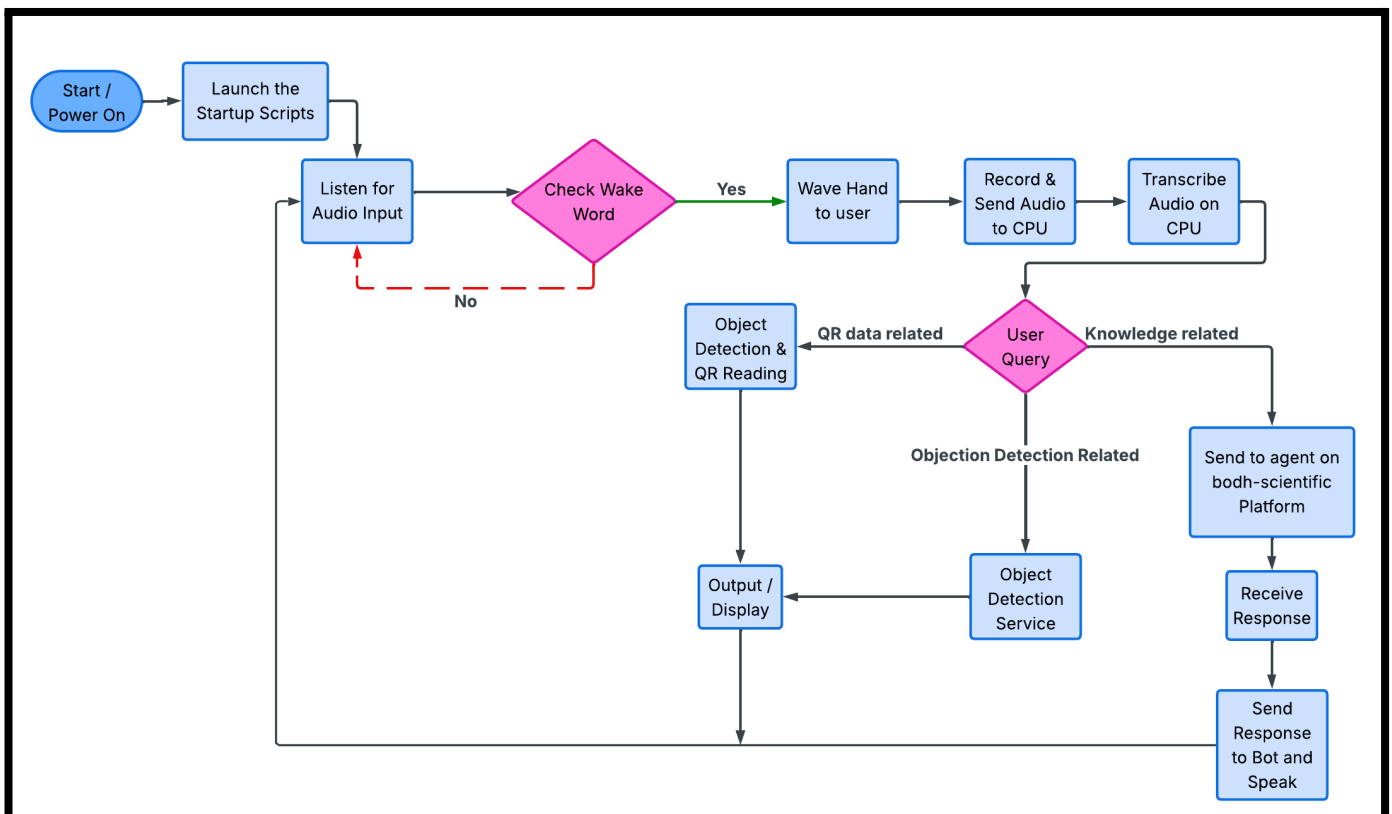 Start /
Power On
Launch the
Startup Scripts
Listen for
Audio Input
Check Wake
Word
Yes
No
Wave Hand
to user
Record &
Send Audio
to CPU
Transcribe
Audio on
CPU
User
Query
QR data related
Knowledge related
Objection Detection Related
Object
Detection &
QR Reading
Output /
Display
Object
Detection
Service
Send to agent on
bodh-scientific
Platform
Receive
Response
Send
Response
to Bot and
Speak